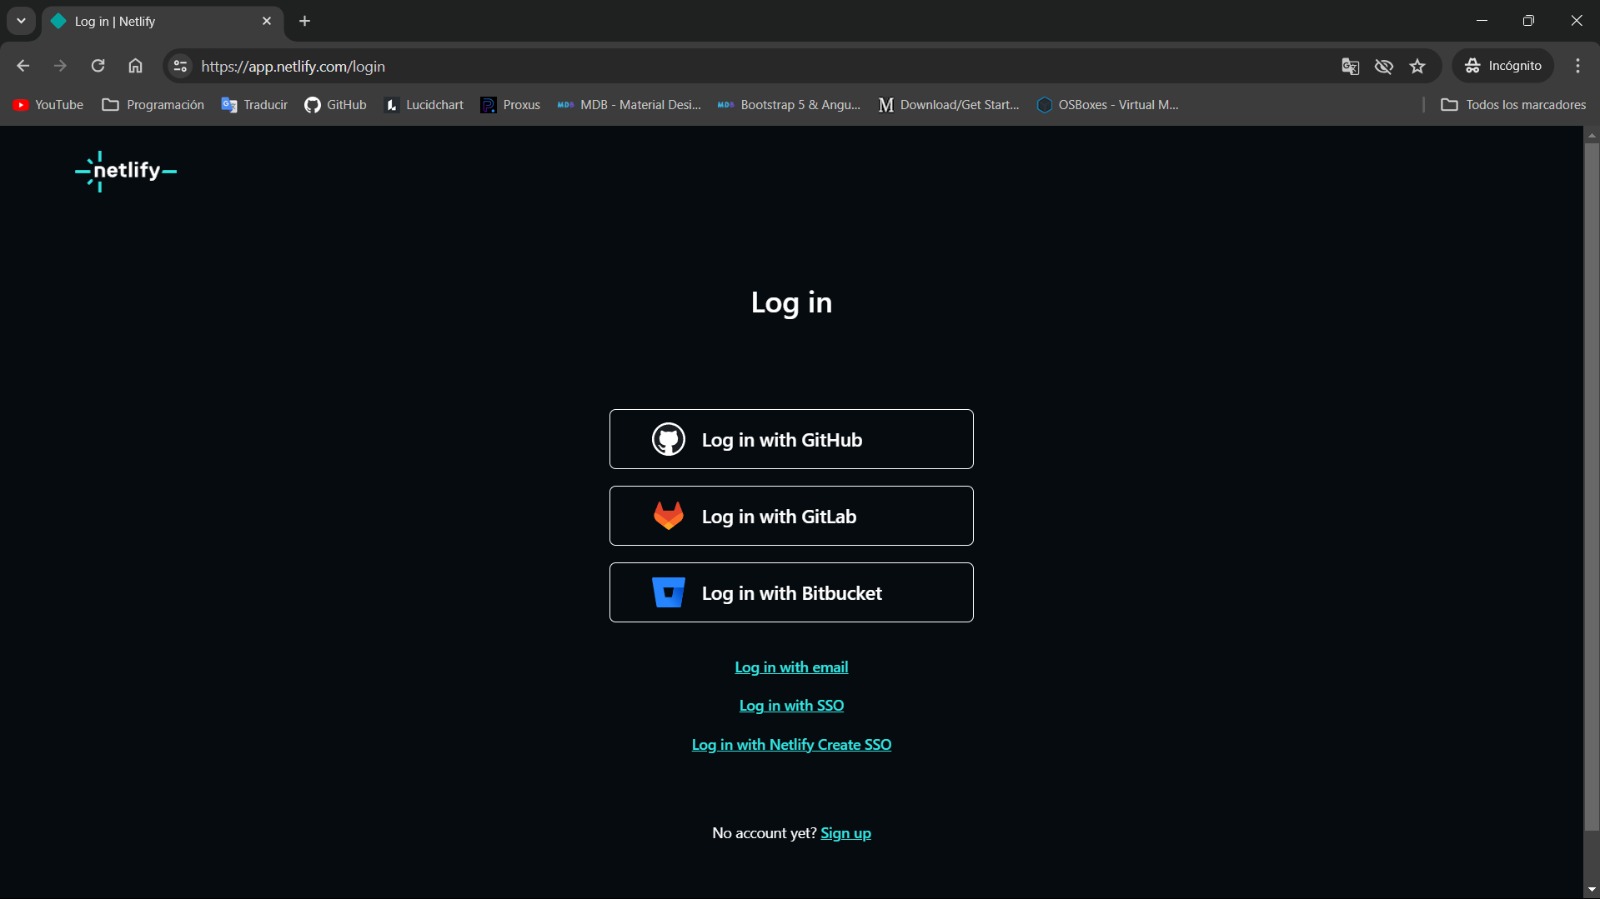 Log in | Netlify
https://app.netlify.com/login
Incógnito
YouTube Programación Traducir GitHub Lucidchart Proxus MDB - Material Desi... Bootstrap 5 & Angu... Download/Get Start... OSBoxes - Virtual M... Todos los marcadores
netlify
Log in
Log in with GitHub
Log in with GitLab
Log in with Bitbucket
Log in with email
Log in with SSO
Log in with Netlify Create SSO
No account yet? Sign up